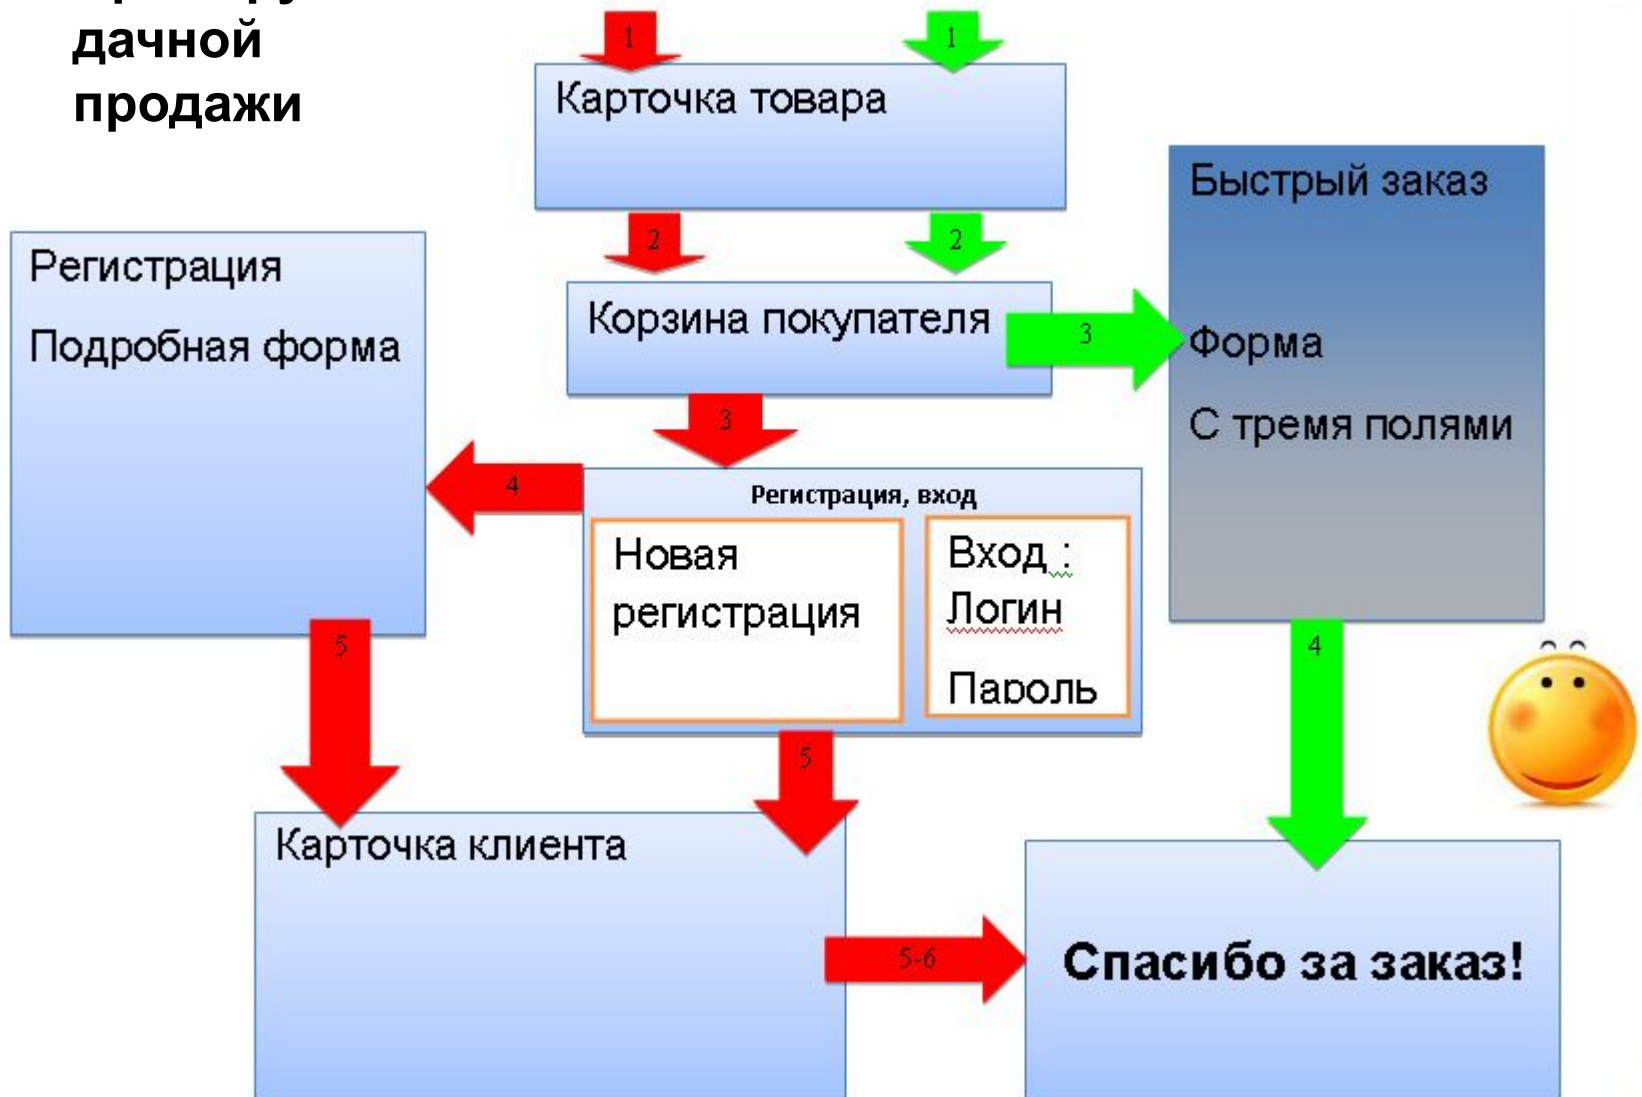 дачной
продажи
1
1
Карточка товара
2
2
Быстрый заказ
Форма
С тремя полями
Регистрация
Подробная форма
Корзина покупателя
3
3
4
Регистрация, вход
Новая
регистрация
Вход :
Логин
Пароль
5
5
4
Карточка клиента
5-6
Спасибо за заказ!